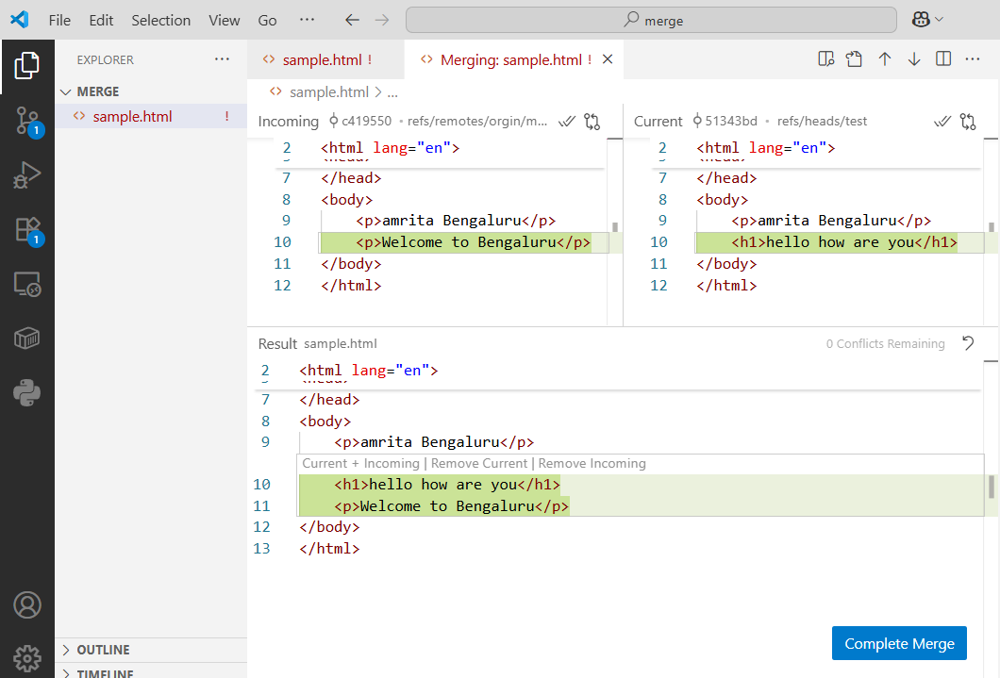 File Edit Selection View Go ··· merge
EXPLORER ···
MERGE
<> sample.html !
1
1
OUTLINE
TIMELINE
<> sample.html !
<> Merging: sample.html !
<> sample.html > ...
Incoming c419550 • refs/remotes/orgin/m...
2 <html lang="en">
7 </head>
8 <body>
9 <p>amrita Bengaluru</p>
10 <p>Welcome to Bengaluru</p>
11 </body>
12 </html>
Current 51343bd • refs/heads/test
2 <html lang="en">
7 </head>
8 <body>
9 <p>amrita Bengaluru</p>
10 <h1>hello how are you</h1>
11 </body>
12 </html>
Result sample.html 0 Conflicts Remaining
2 <html lang="en">
7 </head>
8 <body>
9 <p>amrita Bengaluru</p>
Current + Incoming | Remove Current | Remove Incoming
10 <h1>hello how are you</h1>
11 <p>Welcome to Bengaluru</p>
12 </body>
13 </html>
Complete Merge